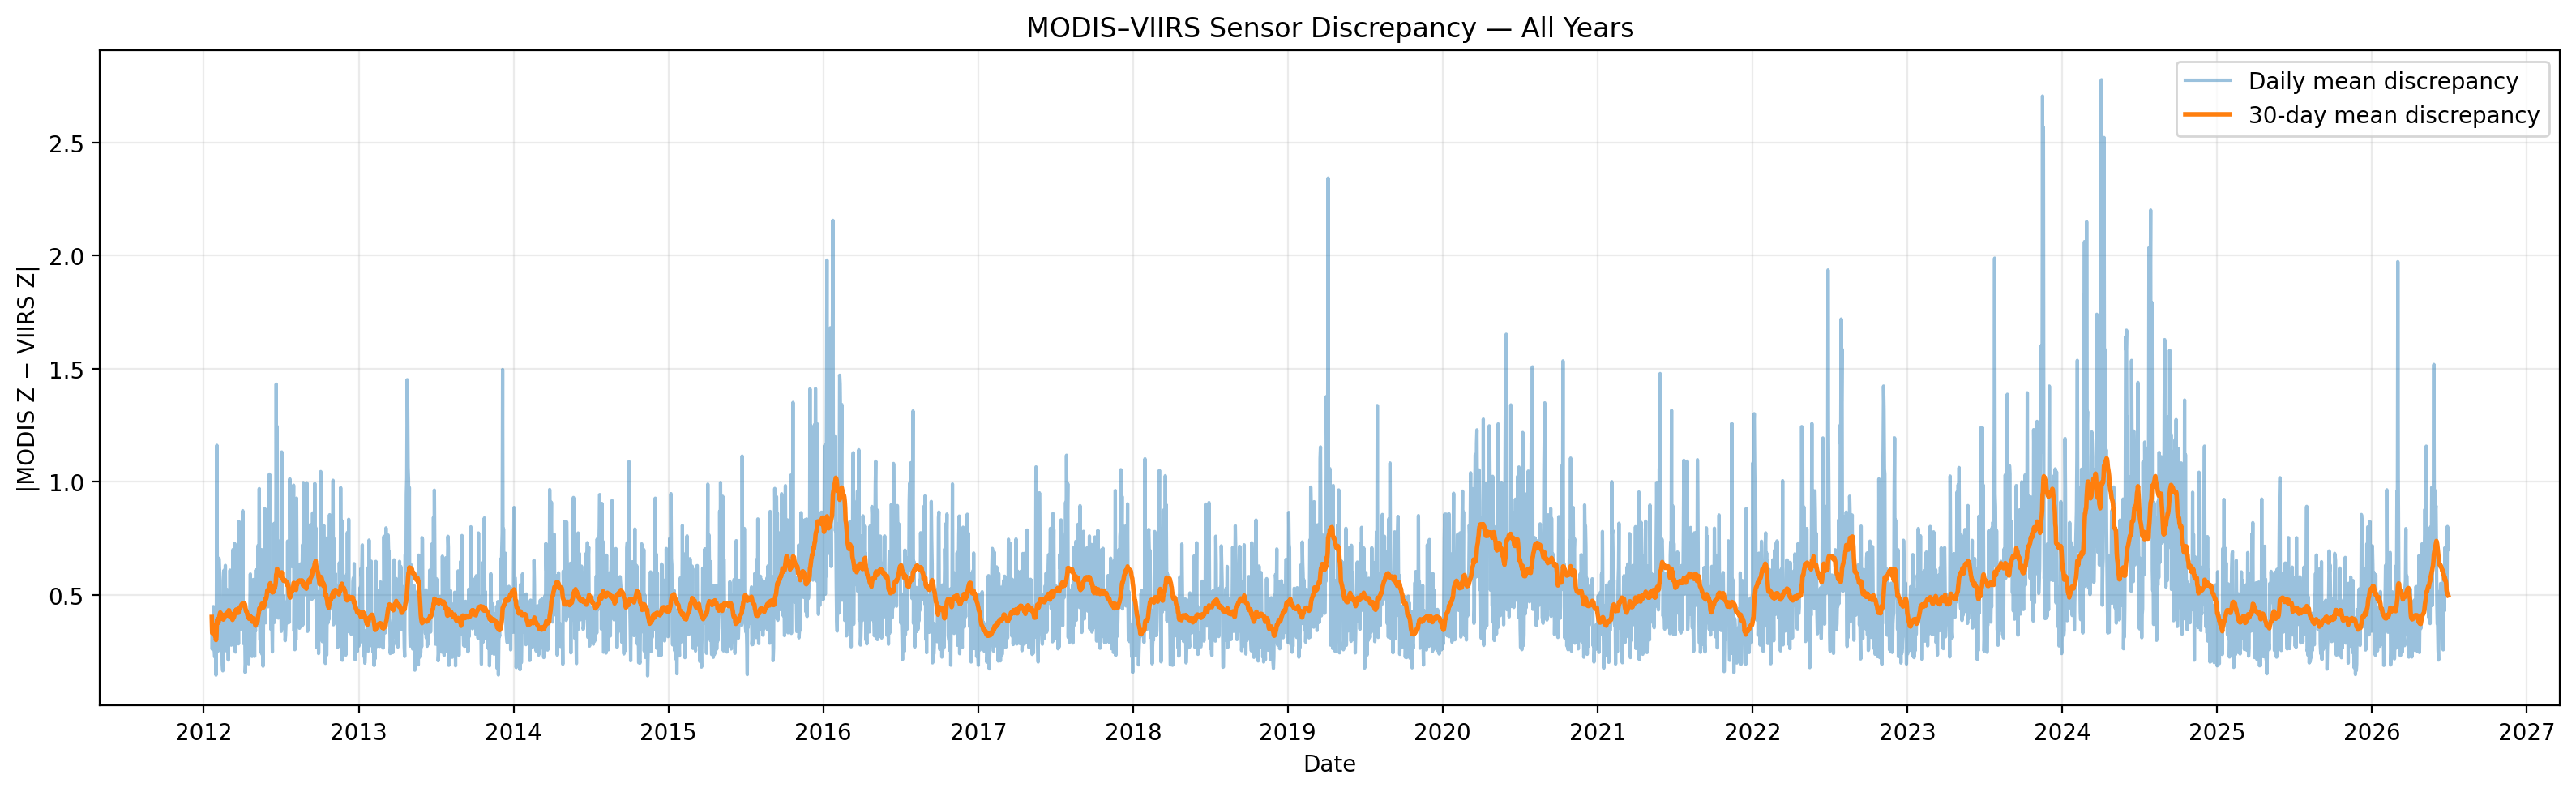 MODIS–VIIRS Sensor Discrepancy — All Years
Daily mean discrepancy
30-day mean discrepancy
|MODIS Z − VIIRS Z|
2.5
2.0
1.5
1.0
0.5
2012 2013 2014 2015 2016 2017 2018 2019 2020 2021 2022 2023 2024 2025 2026 2027
Date